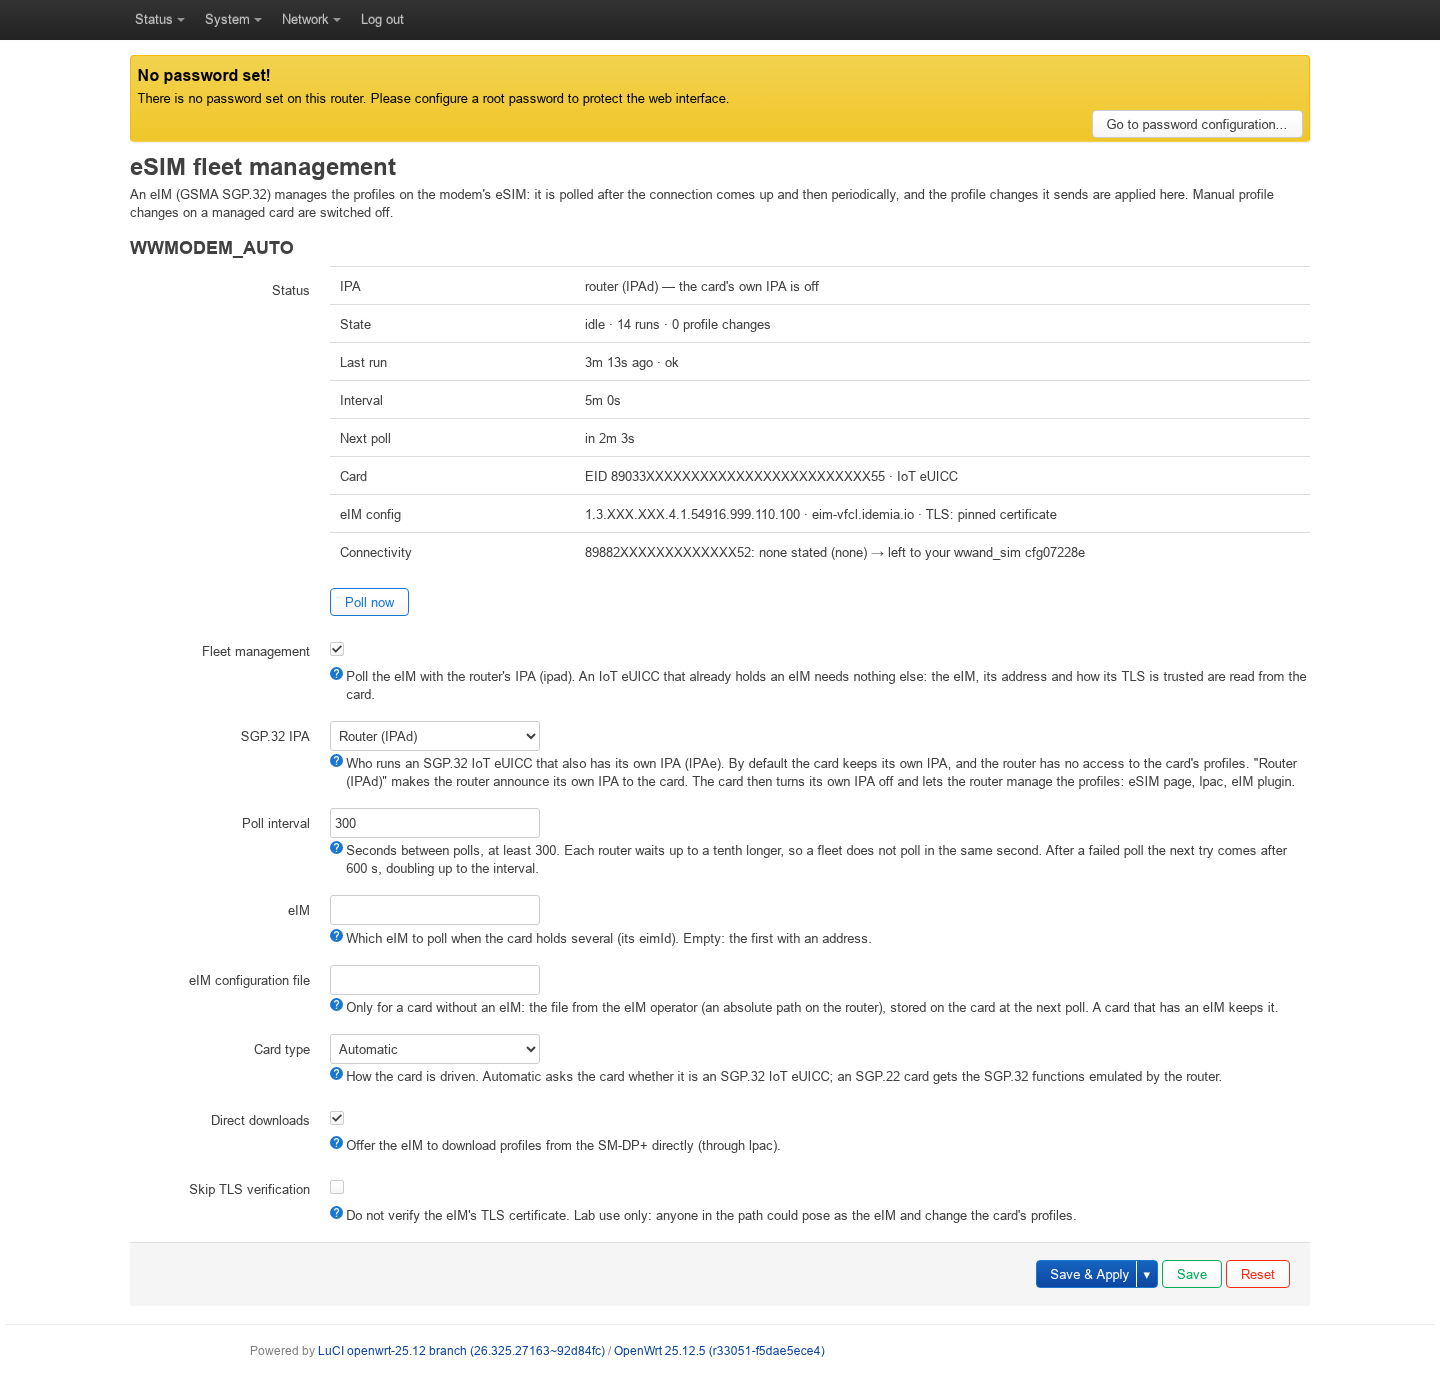 Status System Network Log out
No password set!
There is no password set on this router. Please configure a root password to protect the web interface.
Go to password configuration...
eSIM fleet management
An eIM (GSMA SGP.32) manages the profiles on the modem's eSIM: it is polled after the connection comes up and then periodically, and the profile changes it sends are applied here. Manual profile
changes on a managed card are switched off.
WWMODEM_AUTO
Status
IPA router (IPAd) — the card's own IPA is off
State idle · 14 runs · 0 profile changes
Last run 3m 13s ago · ok
Interval 5m 0s
Next poll in 2m 3s
Card EID 89033XXXXXXXXXXXXXXXXXXXXXXXXX55 · IoT eUICC
eIM config 1.3.XXX.XXX.4.1.54916.999.110.100 · eim-vfcl.idemia.io · TLS: pinned certificate
Connectivity 89882XXXXXXXXXXXXX52: none stated (none) → left to your wwand_sim cfg07228e
Poll now
Fleet management
Poll the eIM with the router's IPA (ipad). An IoT eUICC that already holds an eIM needs nothing else: the eIM, its address and how its TLS is trusted are read from the
card.
SGP.32 IPA Router (IPAd)
Who runs an SGP.32 IoT eUICC that also has its own IPA (IPAe). By default the card keeps its own IPA, and the router has no access to the card's profiles. "Router
(IPAd)" makes the router announce its own IPA to the card. The card then turns its own IPA off and lets the router manage the profiles: eSIM page, lpac, eIM plugin.
Poll interval 300
Seconds between polls, at least 300. Each router waits up to a tenth longer, so a fleet does not poll in the same second. After a failed poll the next try comes after
600 s, doubling up to the interval.
eIM
Which eIM to poll when the card holds several (its eimId). Empty: the first with an address.
eIM configuration file
Only for a card without an eIM: the file from the eIM operator (an absolute path on the router), stored on the card at the next poll. A card that has an eIM keeps it.
Card type Automatic
How the card is driven. Automatic asks the card whether it is an SGP.32 IoT eUICC; an SGP.22 card gets the SGP.32 functions emulated by the router.
Direct downloads
Offer the eIM to download profiles from the SM-DP+ directly (through lpac).
Skip TLS verification
Do not verify the eIM's TLS certificate. Lab use only: anyone in the path could pose as the eIM and change the card's profiles.
Save & Apply ▾ Save Reset
Powered by LuCI openwrt-25.12 branch (26.325.27163~92d84fc) / OpenWrt 25.12.5 (r33051-f5dae5ece4)